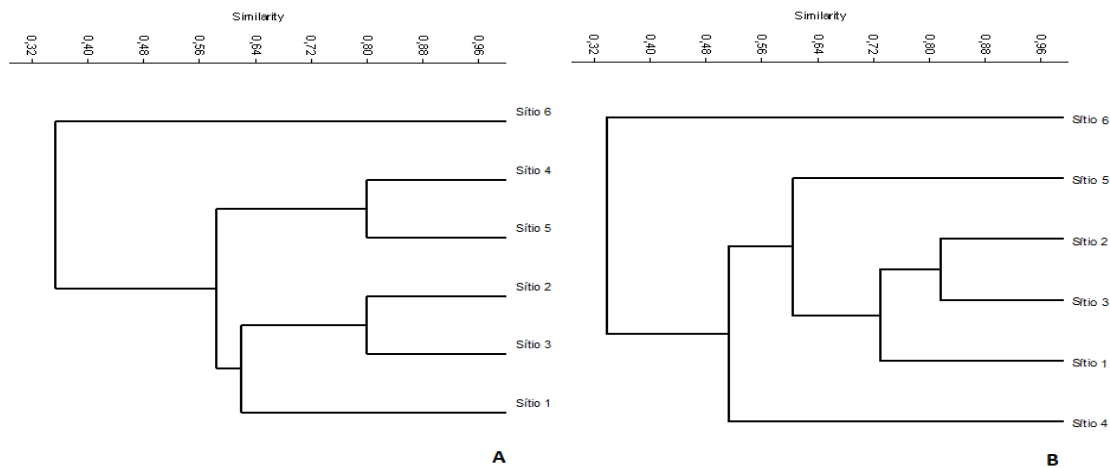 Similarity
0,32 0,40 0,48 0,56 0,64 0,72 0,80 0,88 0,96
Sítio 6
Sítio 4
Sítio 5
Sítio 2
Sítio 3
Sítio 1
A
Similarity
0,32 0,40 0,48 0,56 0,64 0,72 0,80 0,88 0,96
Sítio 6
Sítio 5
Sítio 2
Sítio 3
Sítio 1
Sítio 4
B